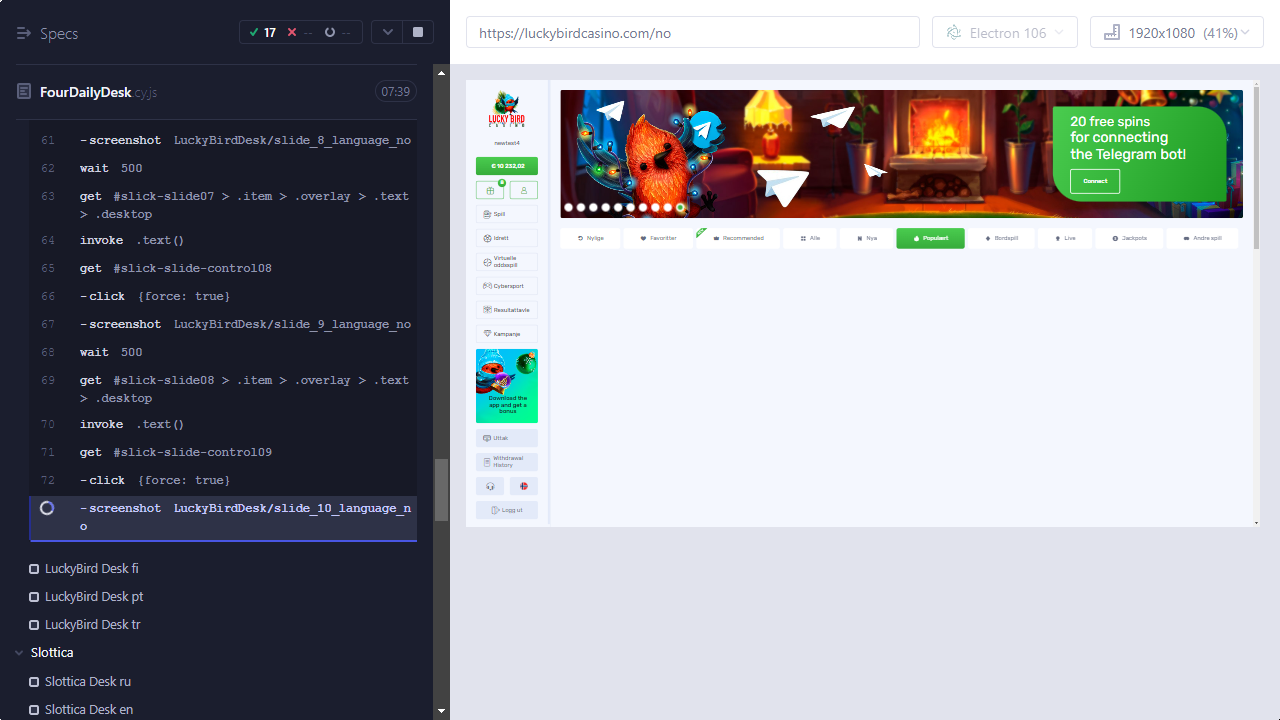 Specs
17
--
--
FourDailyDesk.cy.js
07:39
61 -screenshot LuckyBirdDesk/slide_8_language_no
62 wait 500
63 get #slick-slide07 > .item > .overlay > .text
> .desktop
64 invoke .text()
65 get #slick-slide-control08
66 -click {force: true}
67 -screenshot LuckyBirdDesk/slide_9_language_no
68 wait 500
69 get #slick-slide08 > .item > .overlay > .text
> .desktop
70 invoke .text()
71 get #slick-slide-control09
72 -click {force: true}
-screenshot LuckyBirdDesk/slide_10_language_n
o
LuckyBird Desk fi
LuckyBird Desk pt
LuckyBird Desk tr
Slottica
Slottica Desk ru
Slottica Desk en
https://luckybirdcasino.com/no
Electron 106
1920x1080 (41%)
LUCKY BIRD
CASINO
newtest4
€ 10 232,02
Spill
Idrett
Virtuelle
oddsspill
Cybersport
Resultattavle
Kampanje
Download the
app and get a
bonus
Uttak
Withdrawal
History
Logg ut
20 free spins
for connecting
the Telegram bot!
Connect
Nylige
Favoritter
Recommended
Alle
Nya
Populært
Bordspill
Live
Jackpots
Andre spill